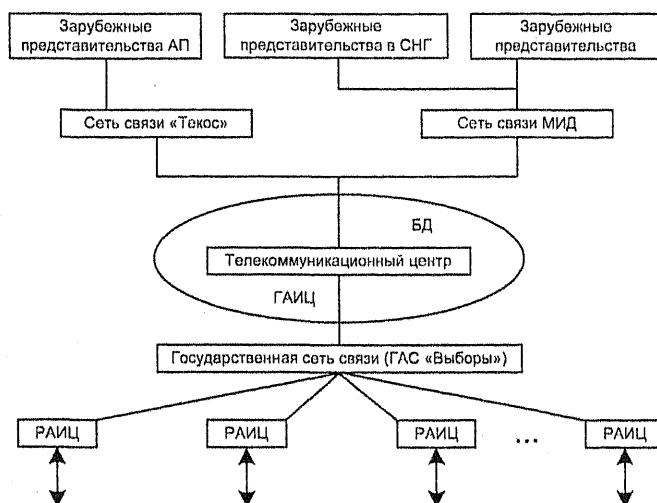 Зарубежные
представительства АП
Зарубежные
представительства в СНГ
Зарубежные
представительства
Сеть связи «Текос»
Сеть связи МИД
БД
Телекоммуникационный центр
ГАИЦ
Государственная сеть связи (ГАС «Выборы»)
РАИЦ
РАИЦ
РАИЦ
...
РАИЦ